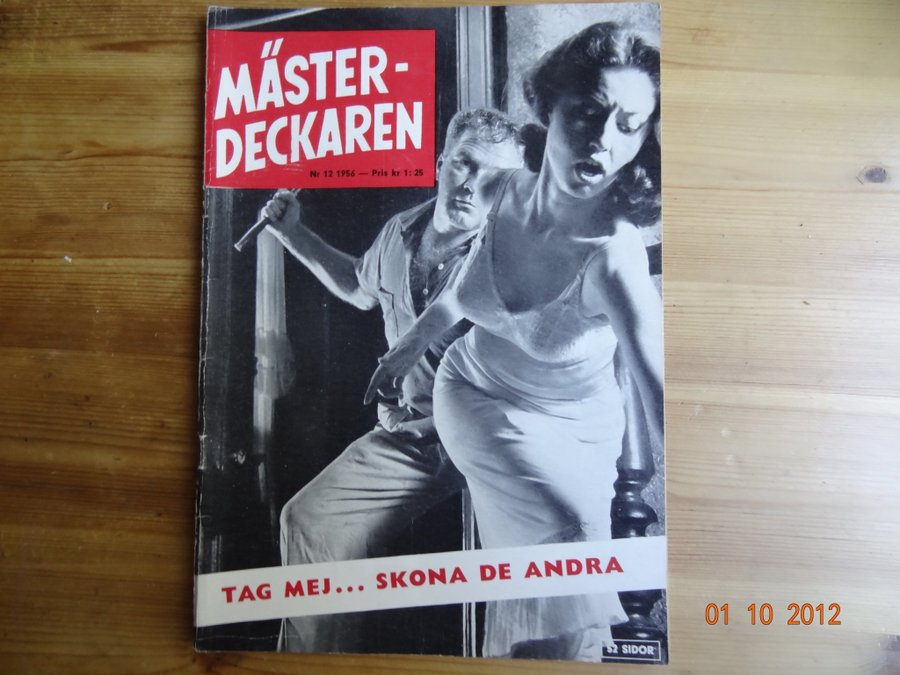 MÄSTER-
DECKAREN
Nr 12 1956 — Pris kr 1:25
TAG MEJ... SKONA DE ANDRA
52 SIDOR
01 10 2012